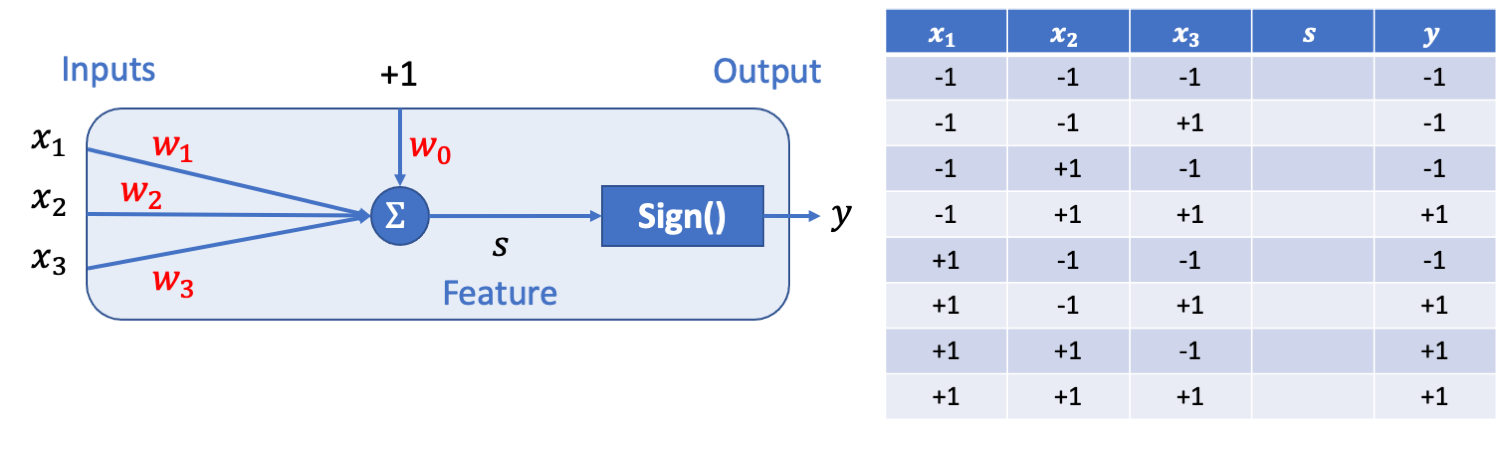 Inputs
+1
Output
x₁
w₁
w₀
x₂
w₂
Σ
Sign()
y
x₃
w₃
s
Feature
x₁ x₂ x₃ s y
-1 -1 -1 -1
-1 -1 +1 -1
-1 +1 -1 -1
-1 +1 +1 +1
+1 -1 -1 -1
+1 -1 +1 +1
+1 +1 -1 +1
+1 +1 +1 +1